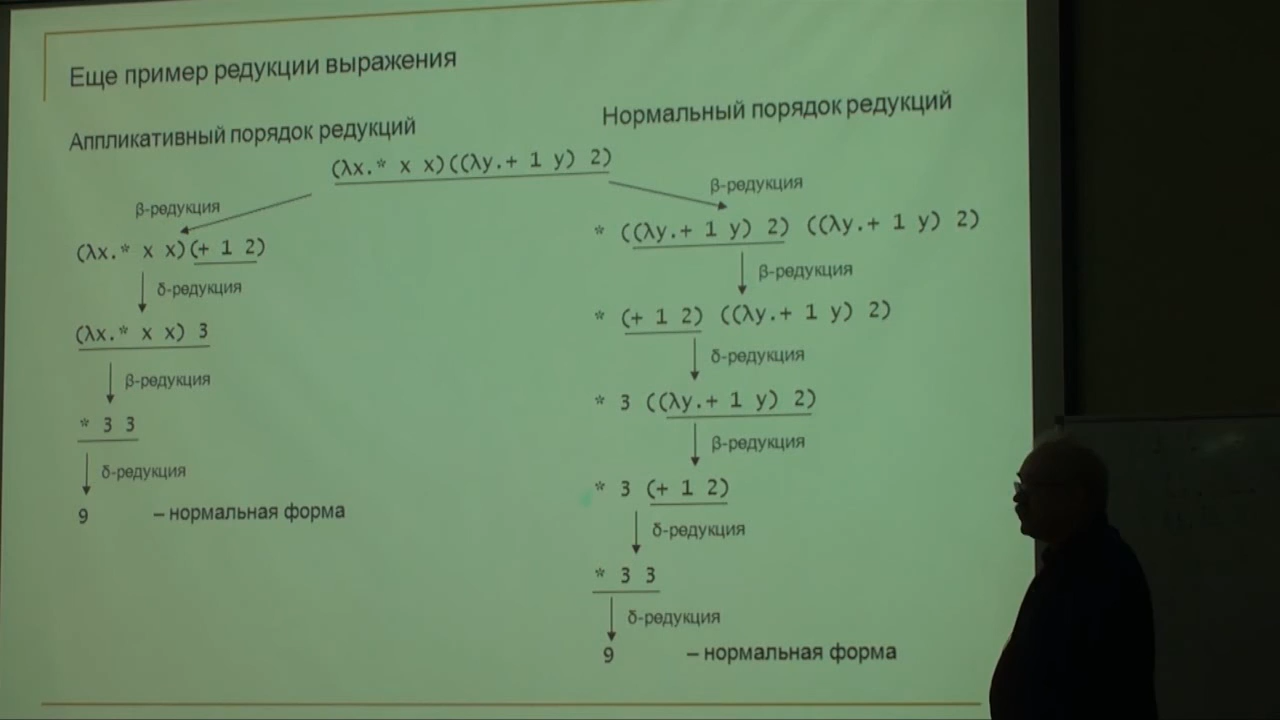 Еще пример редукции выражения
Аппликативный порядок редукций
Нормальный порядок редукций
(λx.* x x)((λy.+ 1 y) 2)
β-редукция
(λx.* x x)(+ 1 2)
δ-редукция
(λx.* x x) 3
β-редукция
* 3 3
δ-редукция
9 – нормальная форма
β-редукция
* ((λy.+ 1 y) 2) ((λy.+ 1 y) 2)
β-редукция
* (+ 1 2) ((λy.+ 1 y) 2)
δ-редукция
* 3 ((λy.+ 1 y) 2)
β-редукция
* 3 (+ 1 2)
δ-редукция
* 3 3
δ-редукция
9 – нормальная форма